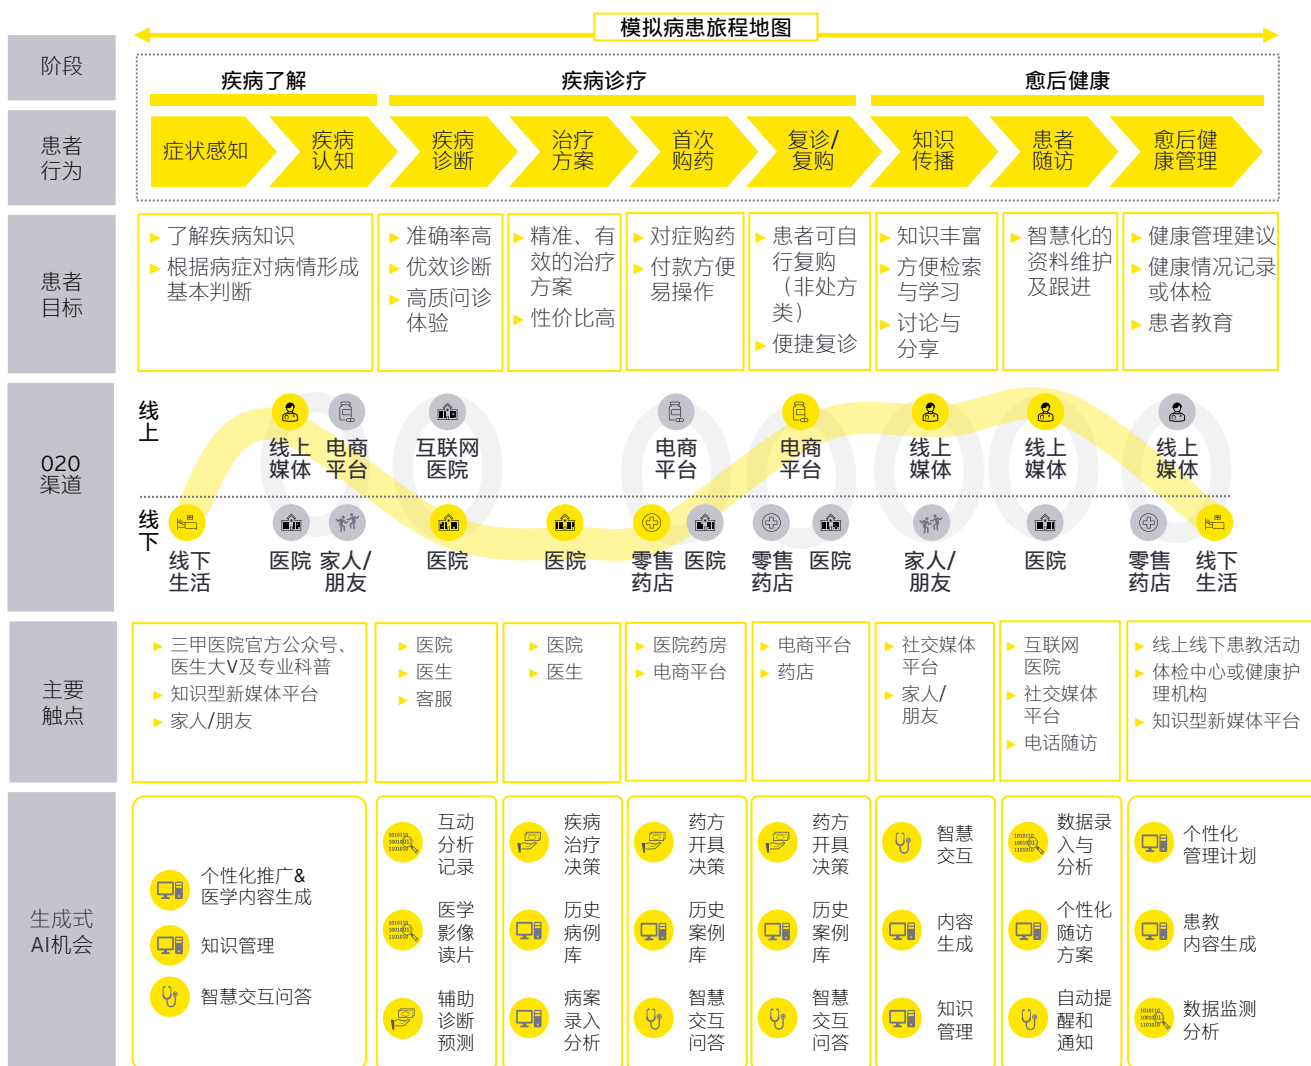 模拟病患旅程地图
阶段
疾病了解
疾病诊疗
愈后健康
患者
行为
症状感知
疾病
认知
疾病
诊断
治疗
方案
首次
购药
复诊/
复购
知识
传播
患者
随访
愈后健
康管理
患者
目标
► 了解疾病知识
► 根据病症对病情形成
基本判断
► 准确率高
► 优效诊断
► 高质问诊
体验
► 精准、有
效的治疗
方案
► 性价比高
► 对症购药
► 付款方便
易操作
► 患者可自
行复购
（非处方
类）
► 便捷复诊
► 知识丰富
► 方便检索
与学习
► 讨论与
分享
► 智慧化的
资料维护
及跟进
► 健康管理建议
► 健康情况记录
或体检
► 患者教育
O2O
渠道
线
上
线上
媒体
电商
平台
互联网
医院
电商
平台
电商
平台
线上
媒体
线上
媒体
线上
媒体
线
下
线下
生活
医院
家人/
朋友
医院
医院
零售
药店
医院
零售
药店
医院
家人/
朋友
医院
零售
药店
线下
生活
主要
触点
► 三甲医院官方公众号、
医生大V及专业科普
► 知识型新媒体平台
► 家人/朋友
► 医院
► 医生
► 客服
► 医院
► 医生
► 医院药房
► 电商平台
► 电商平台
► 药店
► 社交媒体
平台
► 家人/
朋友
► 互联网
医院
► 社交媒体
平台
► 电话随访
► 线上线下患教活动
► 体检中心或健康护
理机构
► 知识型新媒体平台
生成式
AI机会
个性化推广&
医学内容生成
知识管理
智慧交互问答
互动
分析
记录
医学
影像
读片
辅助
诊断
预测
疾病
治疗
决策
历史
病例
库
病案
录入
分析
药方
开具
决策
历史
案例
库
智慧
交互
问答
药方
开具
决策
历史
案例
库
智慧
交互
问答
智慧
交互
内容
生成
知识
管理
数据录
入与
分析
个性化
随访
方案
自动提
醒和
通知
个性化
管理计划
患教
内容生成
数据监测
分析